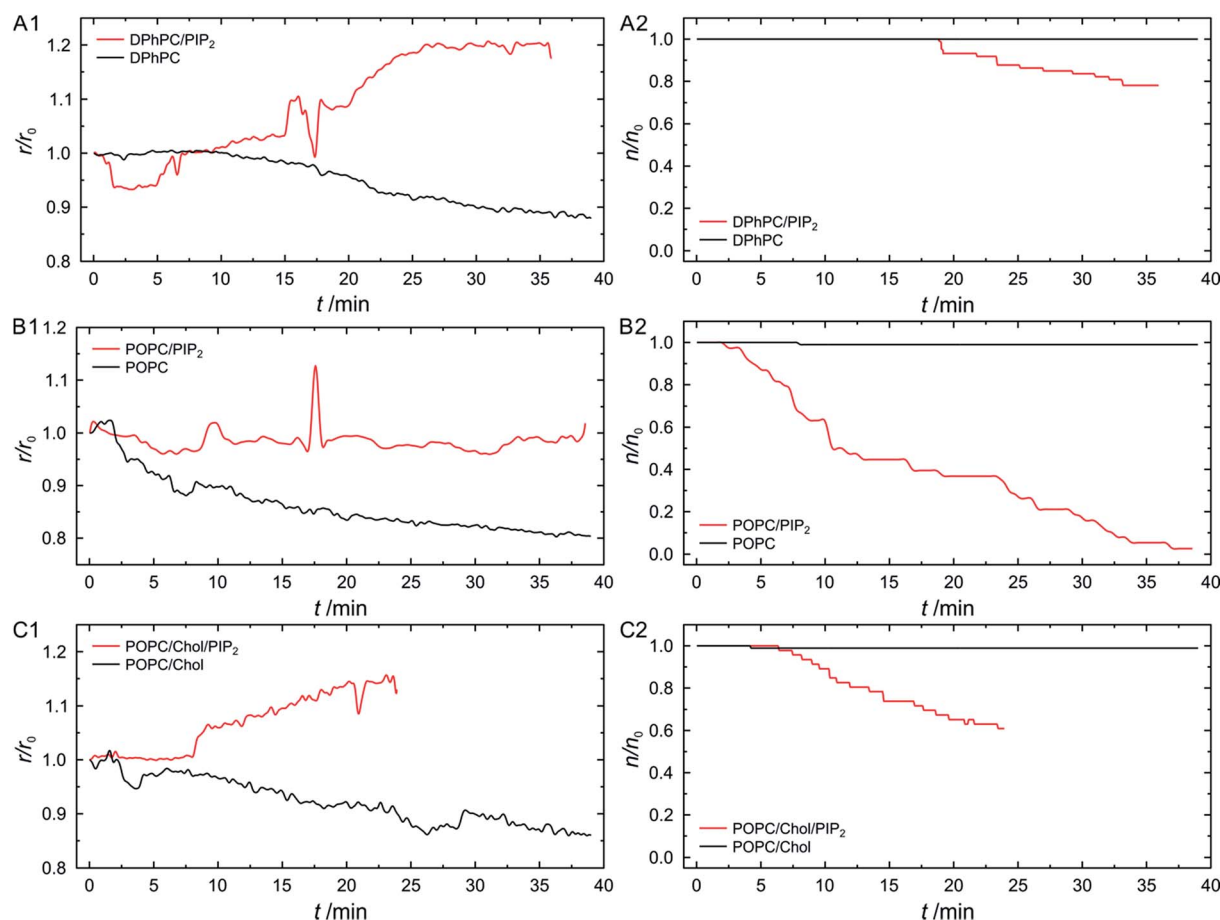 A1
DPhPC/PIP₂
DPhPC
1.2
1.1
1.0
0.9
0.8
r/r₀
0 5 10 15 20 25 30 35 40
t /min
A2
DPhPC/PIP₂
DPhPC
1.0
0.8
0.6
0.4
0.2
0.0
n/n₀
0 5 10 15 20 25 30 35 40
t /min
B1
POPC/PIP₂
POPC
1.2
1.1
1.0
0.9
0.8
r/r₀
0 5 10 15 20 25 30 35 40
t /min
B2
POPC/PIP₂
POPC
1.0
0.8
0.6
0.4
0.2
0.0
n/n₀
0 5 10 15 20 25 30 35 40
t /min
C1
POPC/Chol/PIP₂
POPC/Chol
1.2
1.1
1.0
0.9
0.8
r/r₀
0 5 10 15 20 25 30 35 40
t /min
C2
POPC/Chol/PIP₂
POPC/Chol
1.0
0.8
0.6
0.4
0.2
0.0
n/n₀
0 5 10 15 20 25 30 35 40
t /min